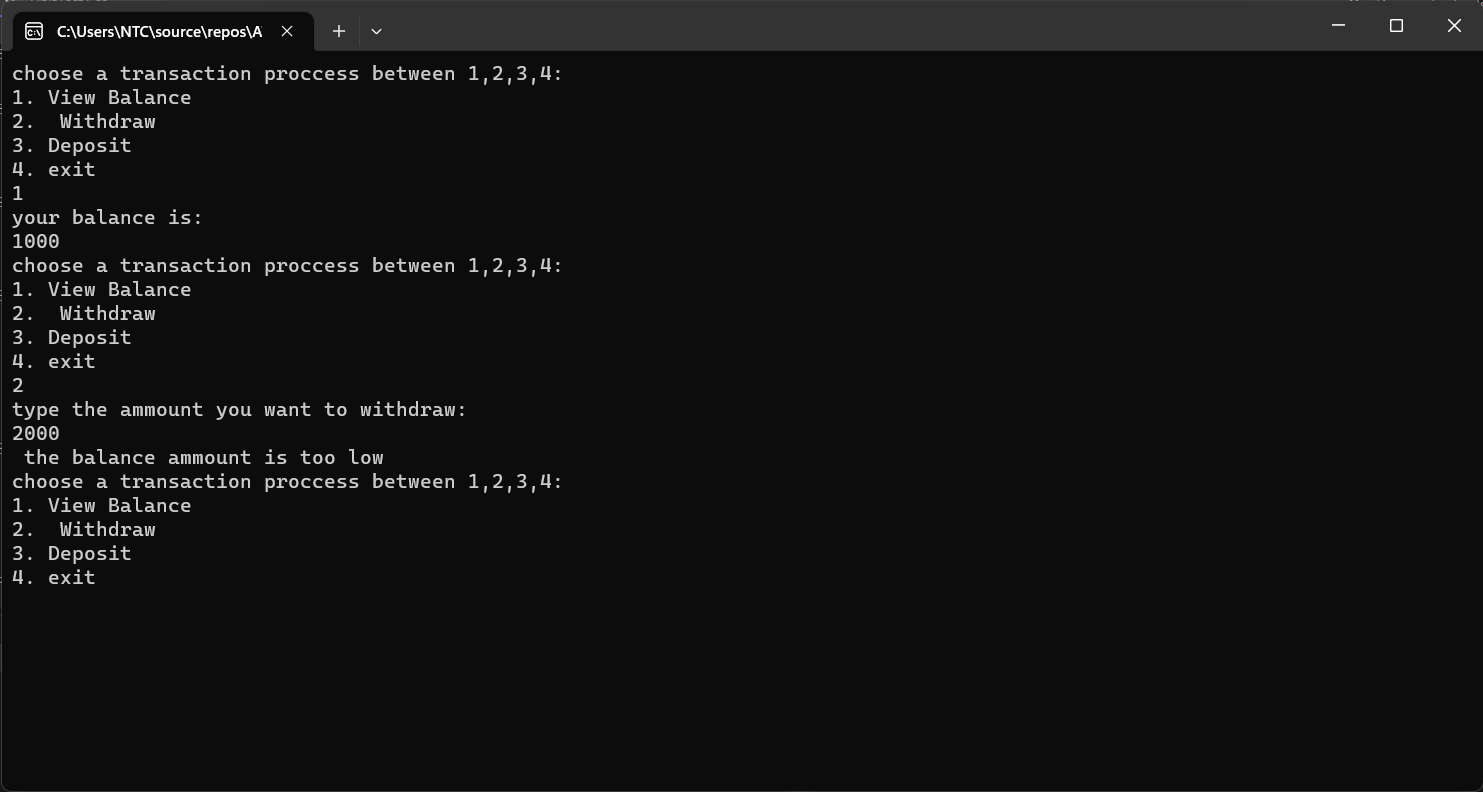 C:\Users\NTC\source\repos\A
choose a transaction proccess between 1,2,3,4:
1. View Balance
2.  Withdraw
3. Deposit
4. exit
1
your balance is:
1000
choose a transaction proccess between 1,2,3,4:
1. View Balance
2.  Withdraw
3. Deposit
4. exit
2
type the ammount you want to withdraw:
2000
 the balance ammount is too low
choose a transaction proccess between 1,2,3,4:
1. View Balance
2.  Withdraw
3. Deposit
4. exit